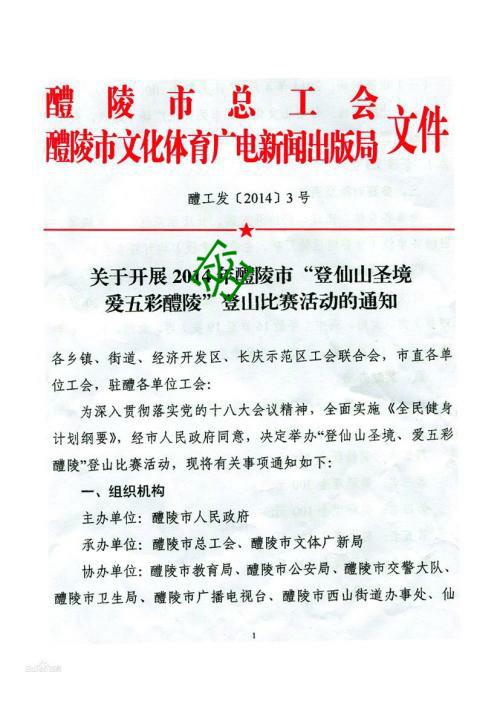 醴陵市总工会
醴陵市文化体育广电新闻出版局 文件
醴工发〔2014〕3号
关于开展2014年醴陵市“登仙山圣境
爱五彩醴陵”登山比赛活动的通知
各乡镇、街道、经济开发区、长庆示范区工会联合会，市直各单
位工会，驻醴各单位工会：
为深入贯彻落实党的十八大会议精神，全面实施《全民健身
计划纲要》，经市人民政府同意，决定举办“登仙山圣境、爱五彩
醴陵”登山比赛活动，现将有关事项通知如下：
一、组织机构
主办单位：醴陵市人民政府
承办单位：醴陵市总工会、醴陵市文体广新局
协办单位：醴陵市教育局、醴陵市公安局、醴陵市交警大队、
醴陵市卫生局、醴陵市广播电视台、醴陵市西山街道办事处、仙
1